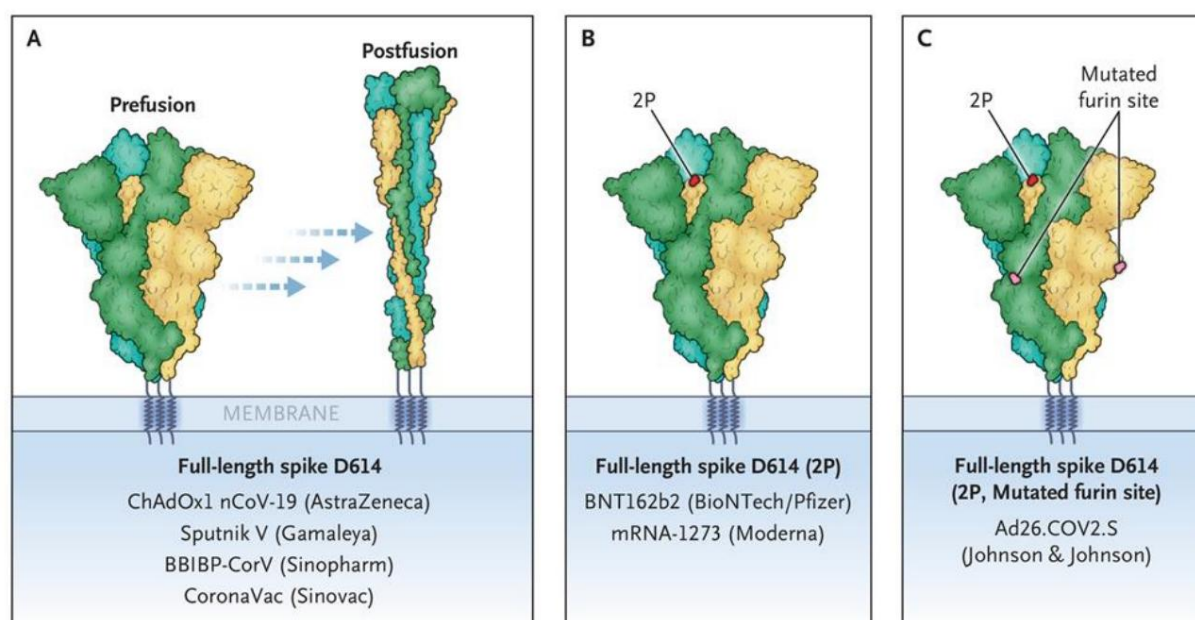 A
Prefusion
Postfusion
MEMBRANE
Full-length spike D614
ChAdOx1 nCoV-19 (AstraZeneca)
Sputnik V (Gamaleya)
BBIBP-CorV (Sinopharm)
CoronaVac (Sinovac)
B
2P
Full-length spike D614 (2P)
BNT162b2 (BioNTech/Pfizer)
mRNA-1273 (Moderna)
C
2P
Mutated
furin site
Full-length spike D614
(2P, Mutated furin site)
Ad26.COV2.S
(Johnson & Johnson)